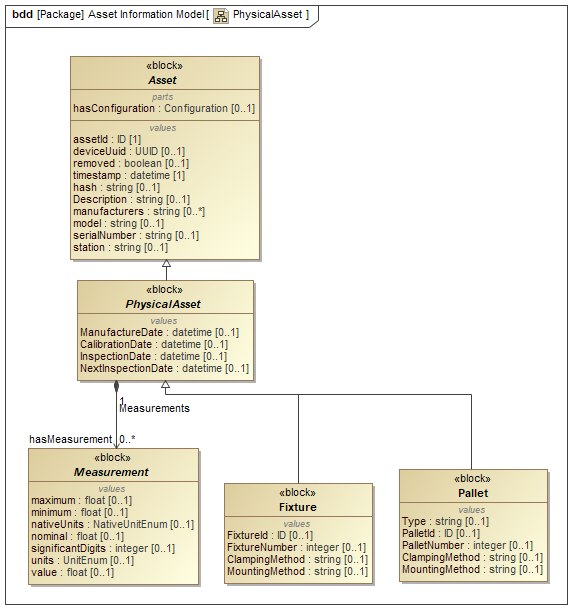 bdd [Package] Asset Information Model[ PhysicalAsset ]
«block»
Asset
parts
hasConfiguration : Configuration [0..1]
values
assetId : ID [1]
deviceUuid : UUID [0..1]
removed : boolean [0..1]
timestamp : datetime [1]
hash : string [0..1]
Description : string [0..1]
manufacturers : string [0..*]
model : string [0..1]
serialNumber : string [0..1]
station : string [0..1]
«block»
PhysicalAsset
values
ManufactureDate : datetime [0..1]
CalibrationDate : datetime [0..1]
InspectionDate : datetime [0..1]
NextInspectionDate : datetime [0..1]
1
Measurements
hasMeasurement 0..*
«block»
Measurement
values
maximum : float [0..1]
minimum : float [0..1]
nativeUnits : NativeUnitEnum [0..1]
nominal : float [0..1]
significantDigits : integer [0..1]
units : UnitEnum [0..1]
value : float [0..1]
«block»
Fixture
values
FixtureId : ID [0..1]
FixtureNumber : integer [0..1]
ClampingMethod : string [0..1]
MountingMethod : string [0..1]
«block»
Pallet
values
Type : string [0..1]
PalletId : ID [0..1]
PalletNumber : integer [0..1]
ClampingMethod : string [0..1]
MountingMethod : string [0..1]